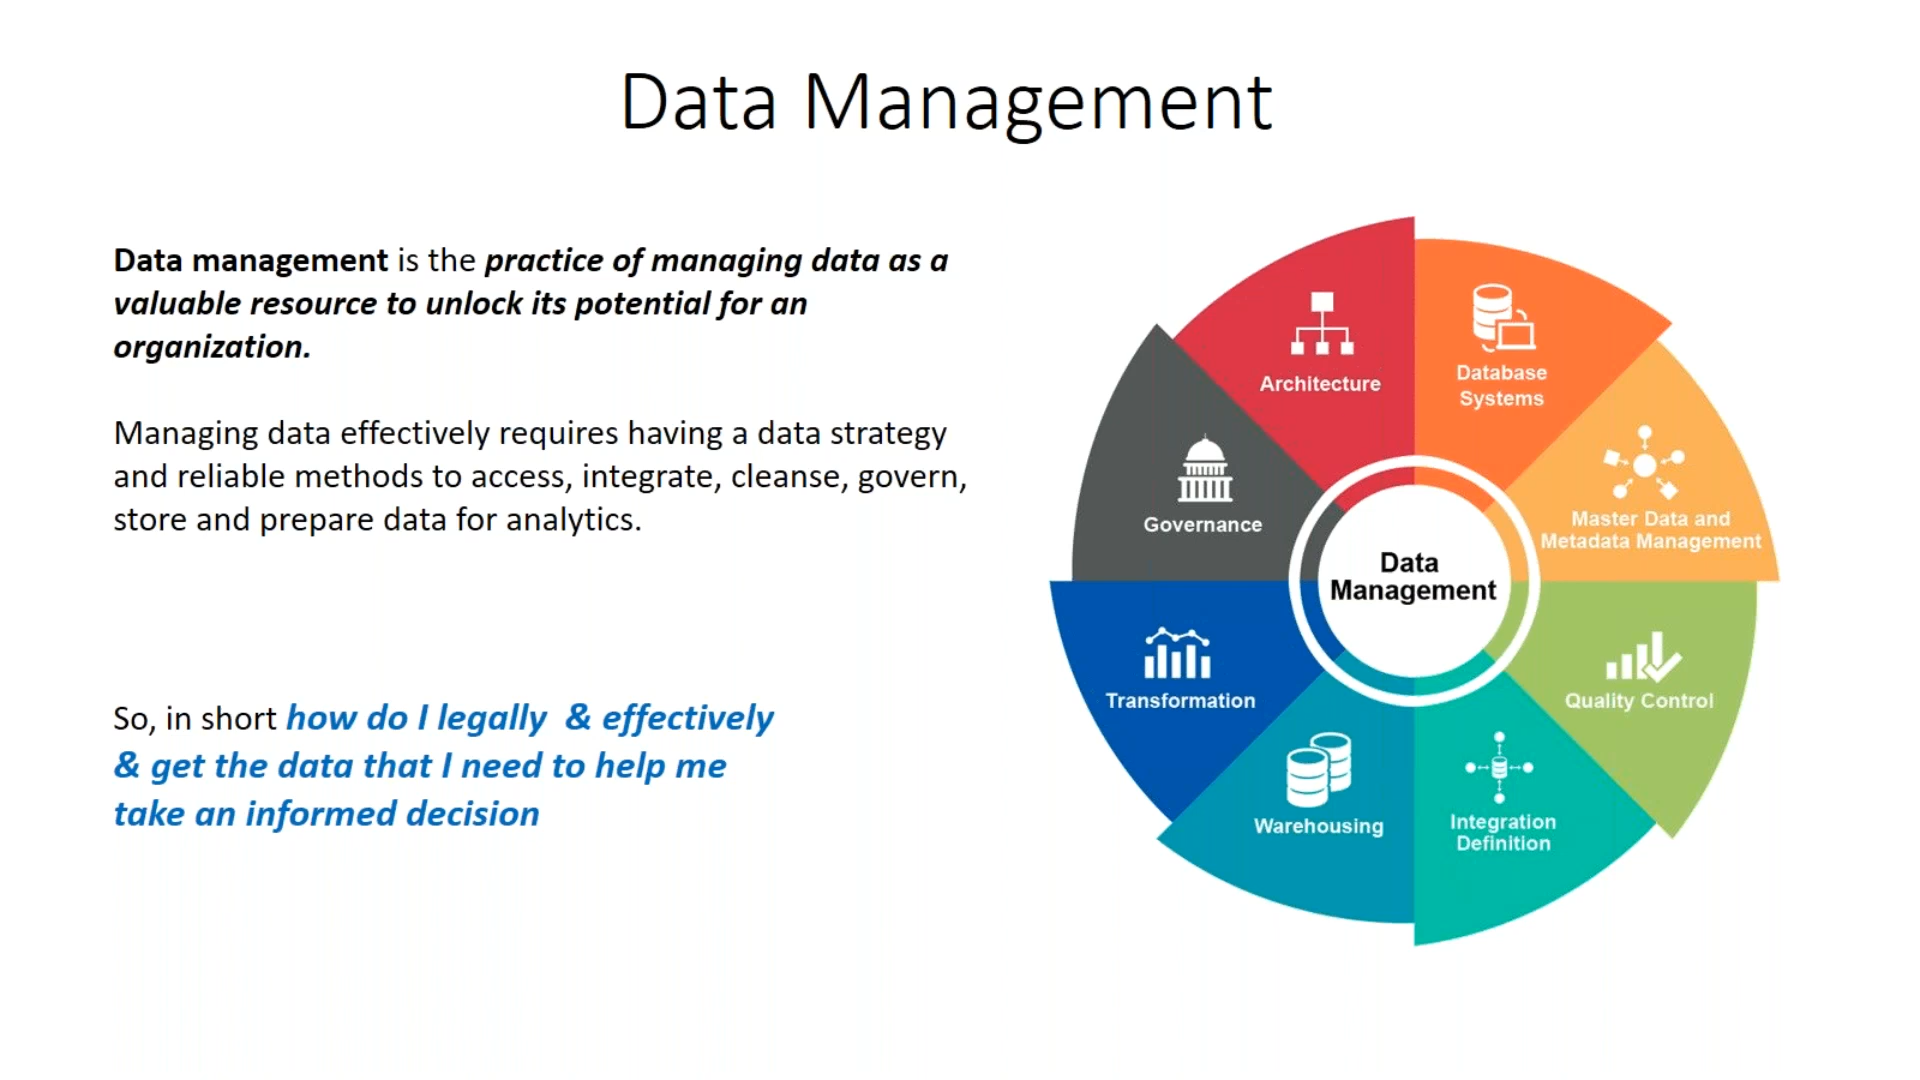 Data Management
Data management is the practice of managing data as a
valuable resource to unlock its potential for an
organization.
Managing data effectively requires having a data strategy
and reliable methods to access, integrate, cleanse, govern,
store and prepare data for analytics.
So, in short how do I legally & effectively
& get the data that I need to help me
take an informed decision
Architecture
Database
Systems
Master Data and
Metadata Management
Quality Control
Integration
Definition
Warehousing
Transformation
Governance
Data
Management